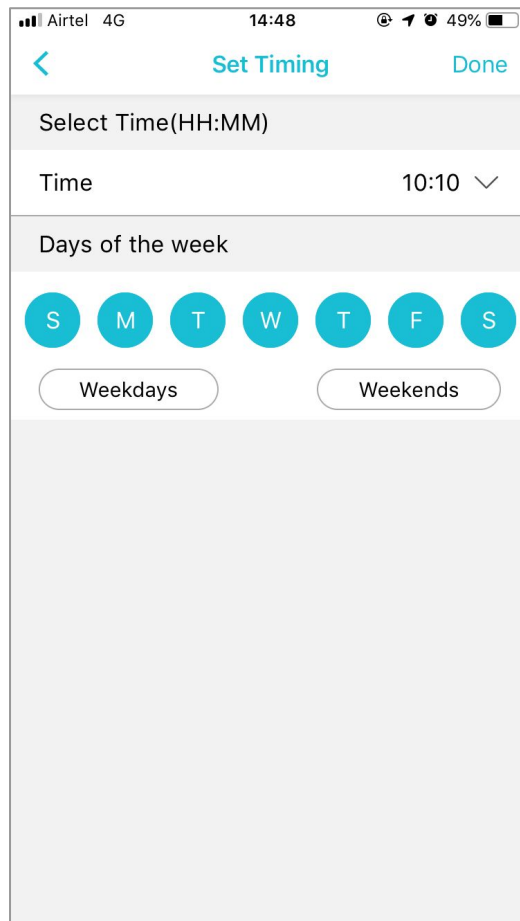 Airtel 4G 14:48 49%
Set Timing Done
Select Time(HH:MM)
Time 10:10
Days of the week
S M T W T F S
Weekdays Weekends